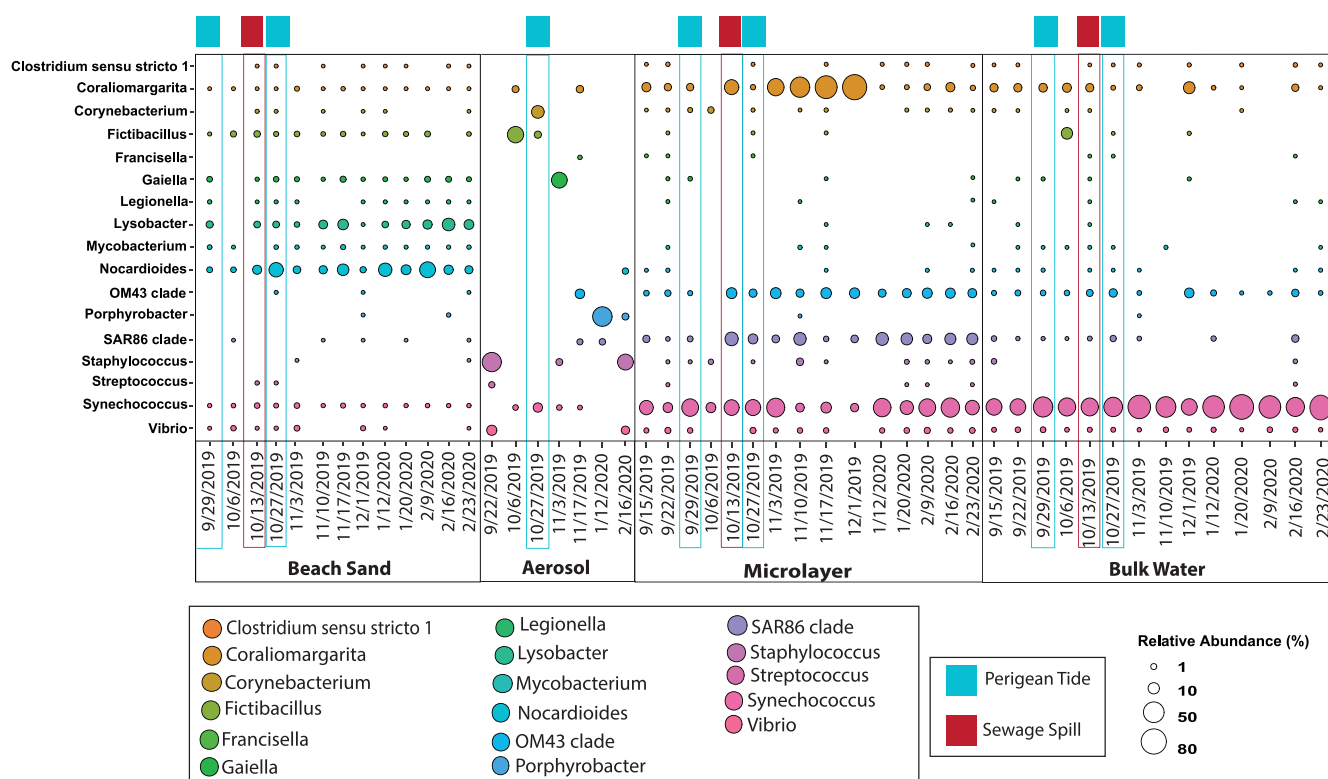 Clostridium sensu stricto 1
Coraliomargarita
Corynebacterium
Fictibacillus
Francisella
Gaiella
Legionella
Lysobacter
Mycobacterium
Nocardioides
OM43 clade
Porphyrobacter
SAR86 clade
Staphylococcus
Streptococcus
Synechococcus
Vibrio
9/29/2019 10/6/2019 10/13/2019 10/27/2019 11/3/2019 11/10/2019 11/17/2019 12/1/2019 1/12/2020 1/20/2020 2/9/2020 2/16/2020 2/23/2020 9/22/2019 10/6/2019 10/27/2019 11/3/2019 11/17/2019 1/12/2020 2/16/2020 9/15/2019 9/22/2019 9/29/2019 10/6/2019 10/13/2019 10/27/2019 11/3/2019 11/10/2019 11/17/2019 12/1/2019 1/12/2020 1/20/2020 2/9/2020 2/16/2020 2/23/2020 9/15/2019 9/22/2019 9/29/2019 10/6/2019 10/13/2019 10/27/2019 11/3/2019 11/10/2019 12/1/2019 1/12/2020 1/20/2020 2/9/2020 2/16/2020 2/23/2020
Beach Sand Aerosol Microlayer Bulk Water
Clostridium sensu stricto 1
Coraliomargarita
Corynebacterium
Fictibacillus
Francisella
Gaiella
Legionella
Lysobacter
Mycobacterium
Nocardioides
OM43 clade
Porphyrobacter
SAR86 clade
Staphylococcus
Streptococcus
Synechococcus
Vibrio
Perigean Tide
Sewage Spill
Relative Abundance (%)
1
10
50
80